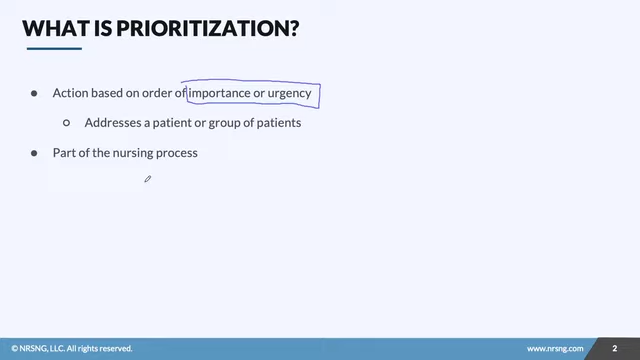 WHAT IS PRIORITIZATION?
● Action based on order of importance or urgency
○ Addresses a patient or group of patients
● Part of the nursing process
© NRSNG, LLC. All rights reserved.
www.nrsng.com
2